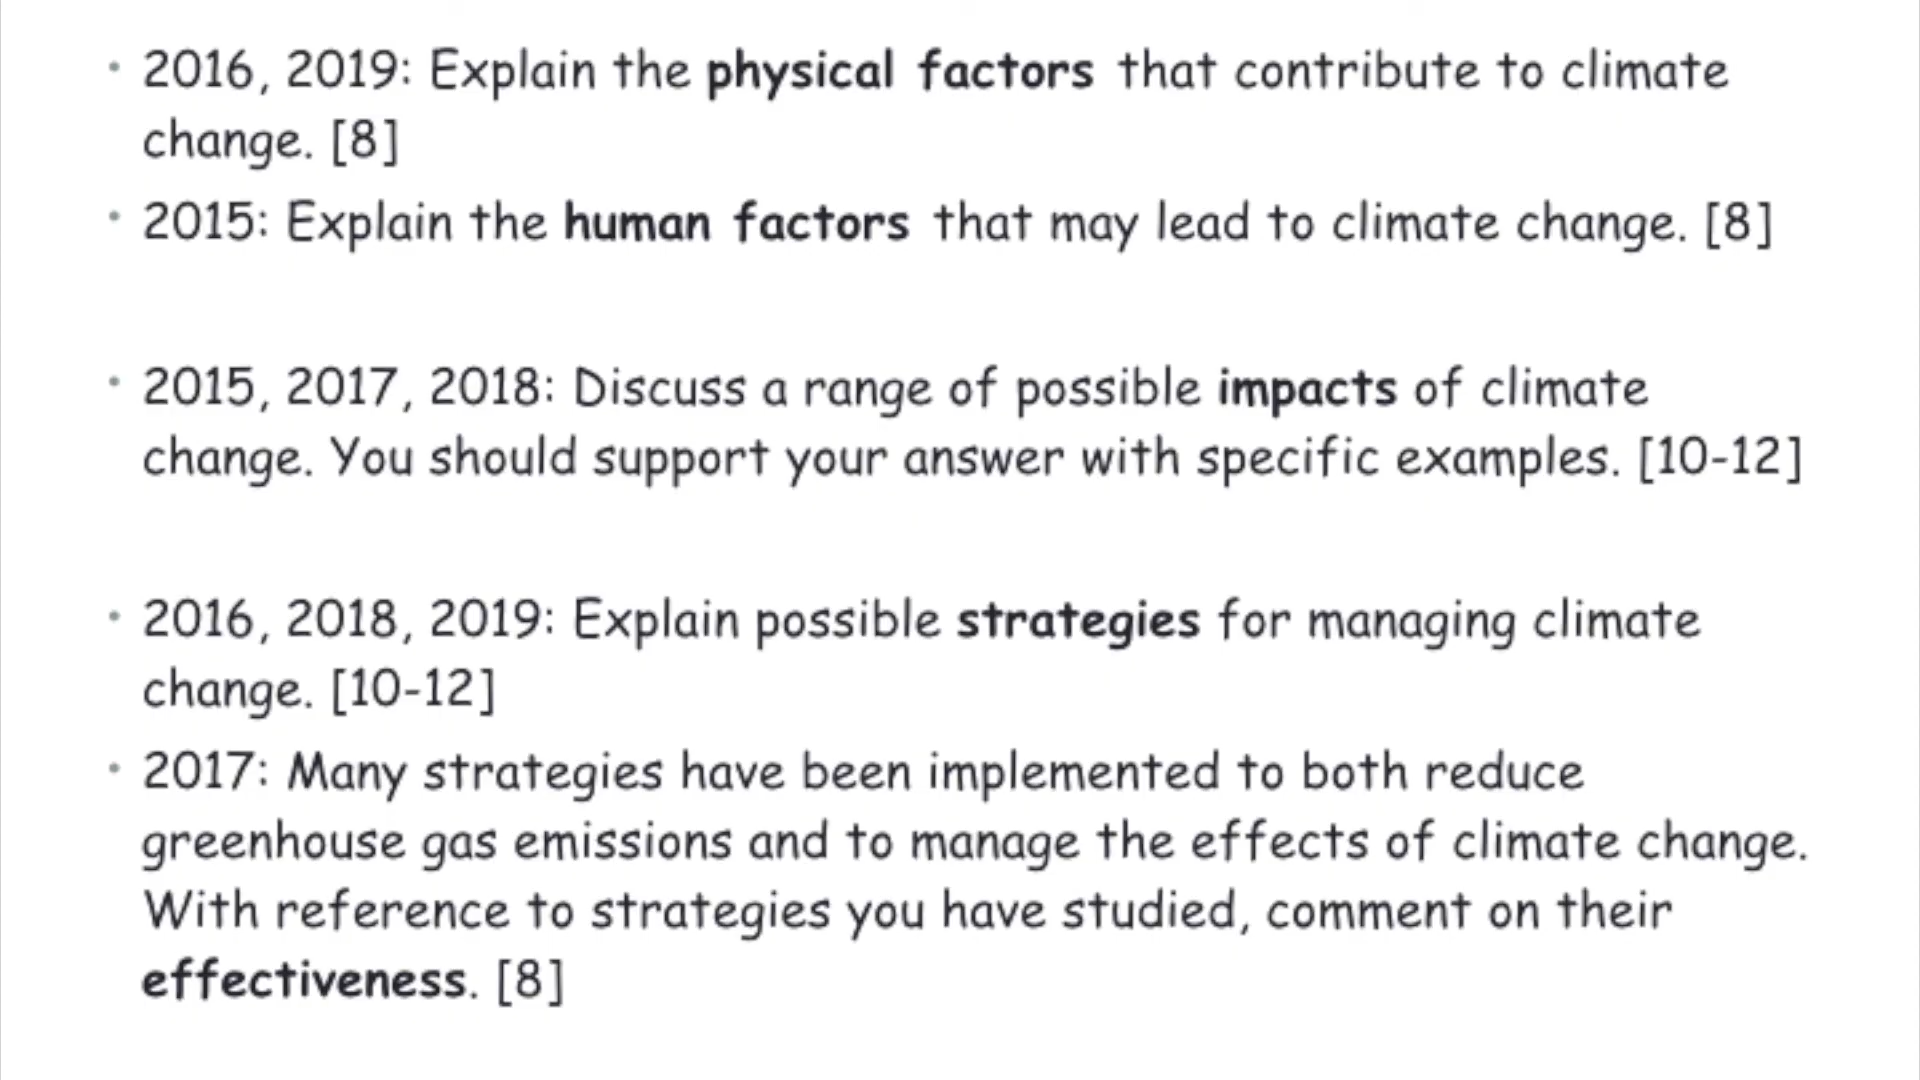 • 2016, 2019: Explain the physical factors that contribute to climate
change. [8]
• 2015: Explain the human factors that may lead to climate change. [8]
• 2015, 2017, 2018: Discuss a range of possible impacts of climate
change. You should support your answer with specific examples. [10-12]
• 2016, 2018, 2019: Explain possible strategies for managing climate
change. [10-12]
• 2017: Many strategies have been implemented to both reduce
greenhouse gas emissions and to manage the effects of climate change.
With reference to strategies you have studied, comment on their
effectiveness. [8]